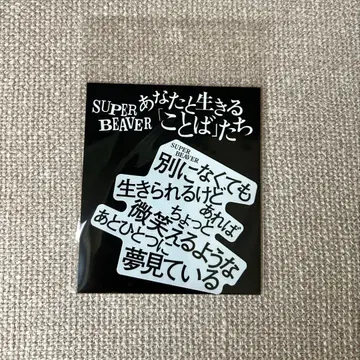 SUPER BEAVER あなたと生きる「ことば」たち
SUPER BEAVER
別になくても
生きられるけど
あれば
ちょっと
微笑えるような
あとひとつに
夢見ている